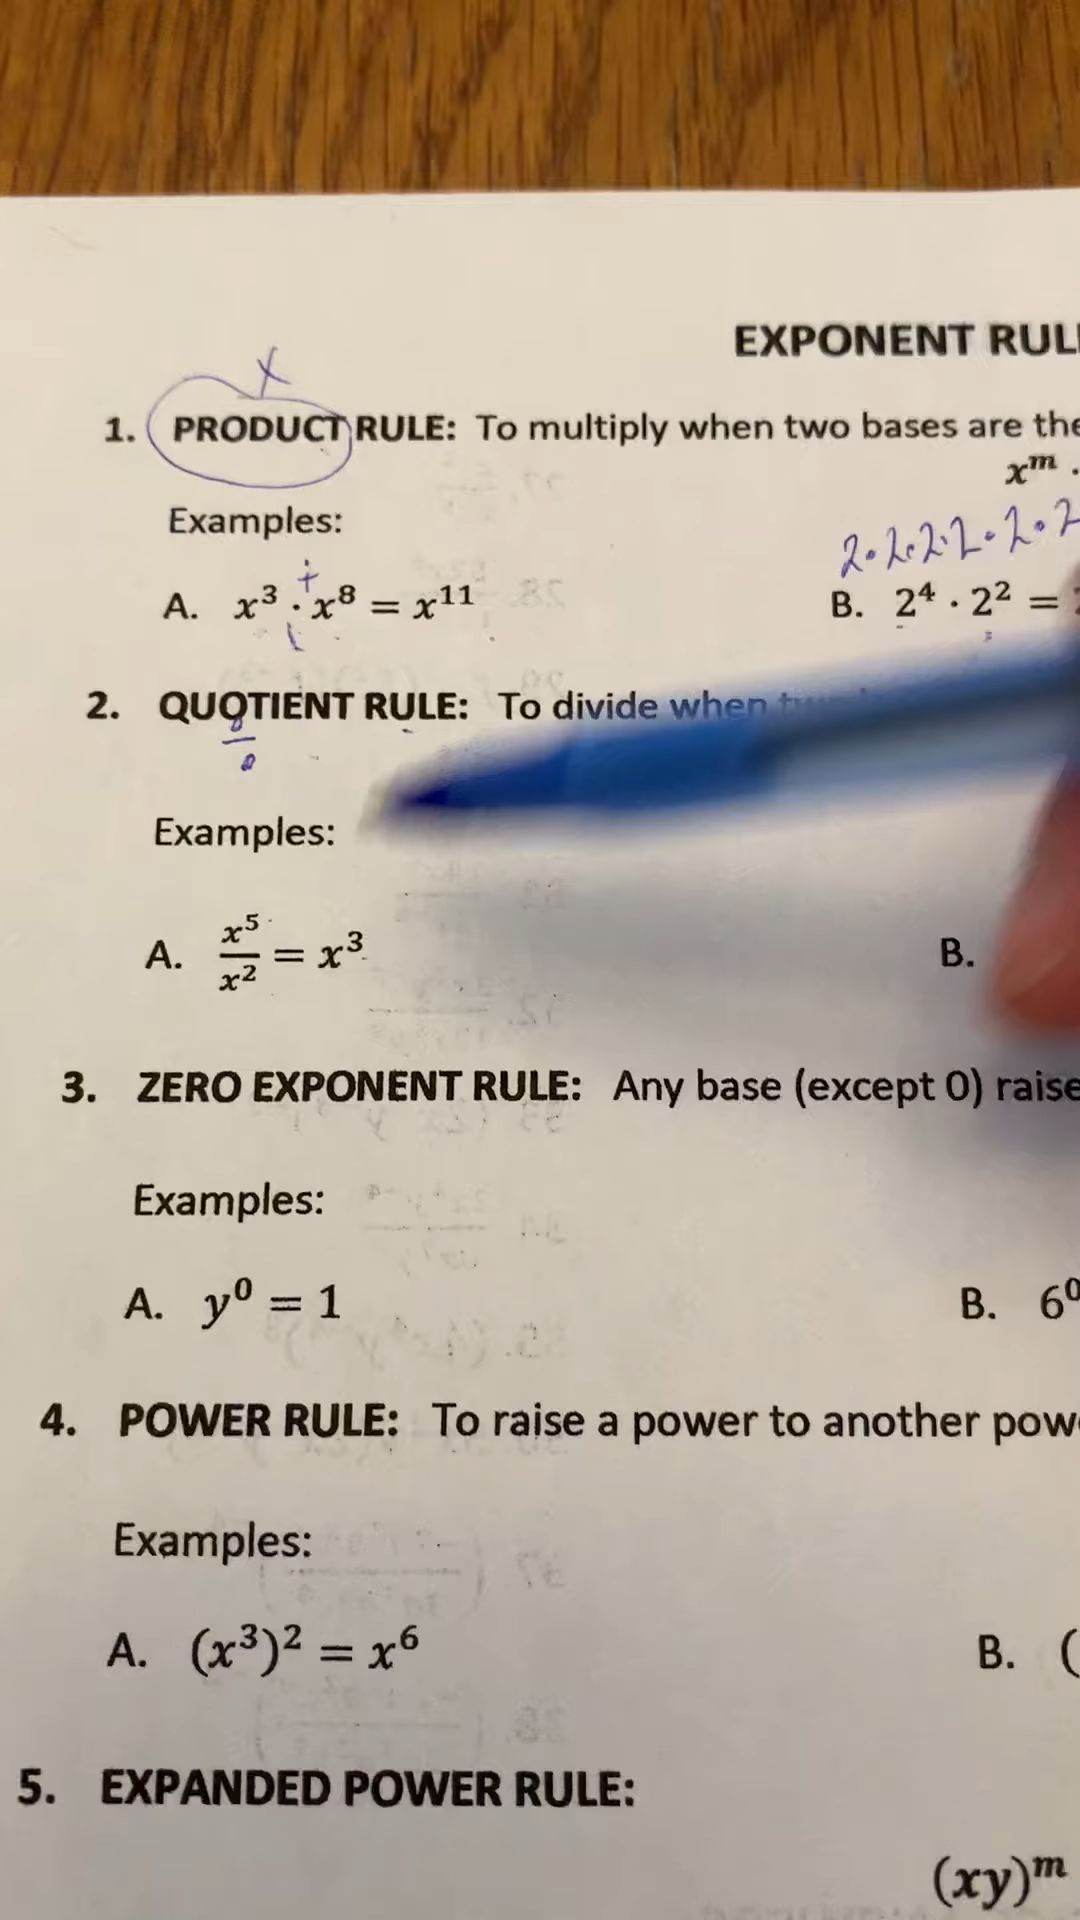 EXPONENT RUL
x
1. PRODUCT RULE: To multiply when two bases are the
xᵐ ·
Examples:
2·2·2·2·2·2
+
A. x³ · x⁸ = x¹¹
B. 2⁴ · 2² =
2. QUOTIENT RULE: To divide when
Examples:
A. x⁵/x² = x³
B.
3. ZERO EXPONENT RULE: Any base (except 0) raise
Examples:
A. y⁰ = 1
B. 6⁰
4. POWER RULE: To raise a power to another pow
Examples:
A. (x³)² = x⁶
B. (
5. EXPANDED POWER RULE:
(xy)ᵐ